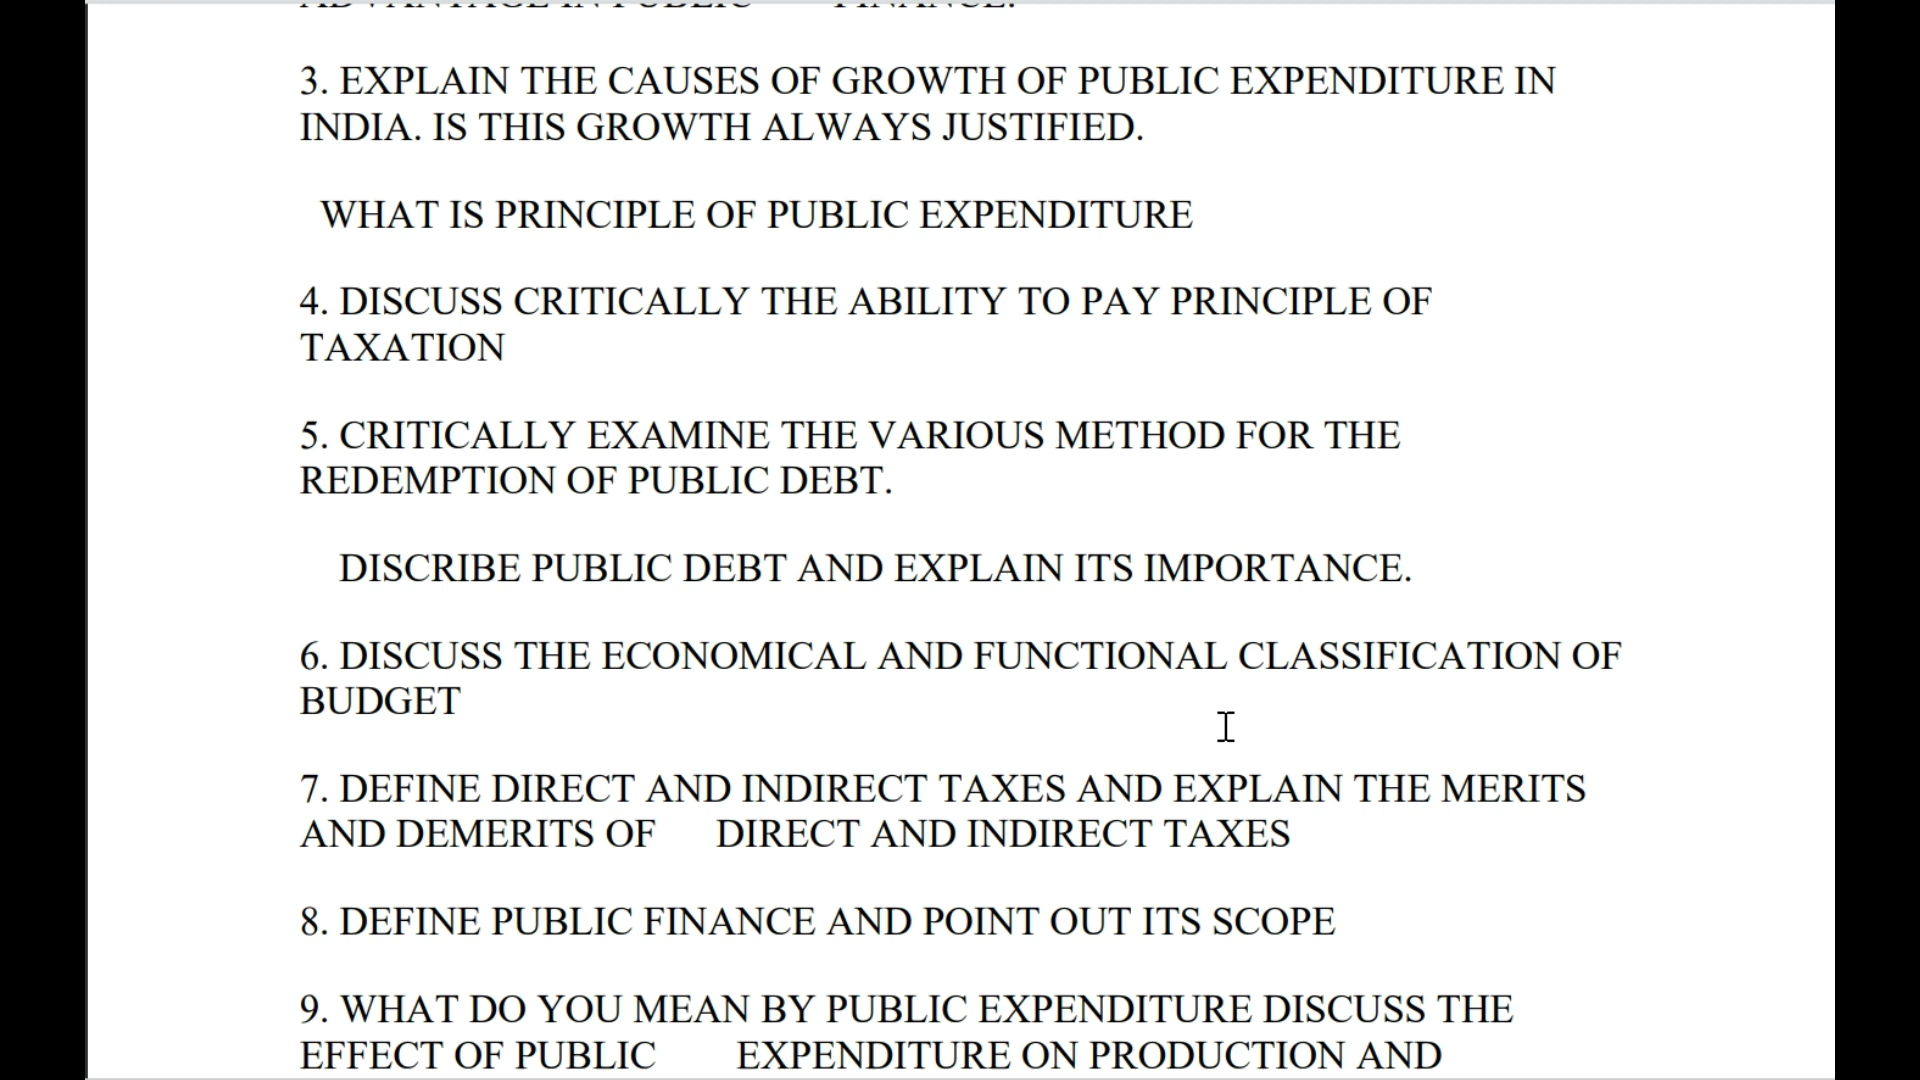 ADVANTAGE IN PUBLIC FINANCE.
3. EXPLAIN THE CAUSES OF GROWTH OF PUBLIC EXPENDITURE IN
INDIA. IS THIS GROWTH ALWAYS JUSTIFIED.
WHAT IS PRINCIPLE OF PUBLIC EXPENDITURE
4. DISCUSS CRITICALLY THE ABILITY TO PAY PRINCIPLE OF
TAXATION
5. CRITICALLY EXAMINE THE VARIOUS METHOD FOR THE
REDEMPTION OF PUBLIC DEBT.
DISCRIBE PUBLIC DEBT AND EXPLAIN ITS IMPORTANCE.
6. DISCUSS THE ECONOMICAL AND FUNCTIONAL CLASSIFICATION OF
BUDGET
7. DEFINE DIRECT AND INDIRECT TAXES AND EXPLAIN THE MERITS
AND DEMERITS OF DIRECT AND INDIRECT TAXES
8. DEFINE PUBLIC FINANCE AND POINT OUT ITS SCOPE
9. WHAT DO YOU MEAN BY PUBLIC EXPENDITURE DISCUSS THE
EFFECT OF PUBLIC EXPENDITURE ON PRODUCTION AND